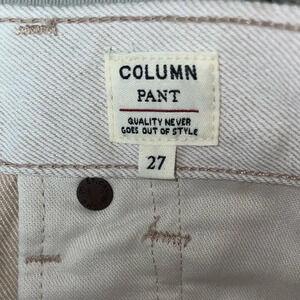 COLUMN
PANT
QUALITY NEVER
GOES OUT OF STYLE
27